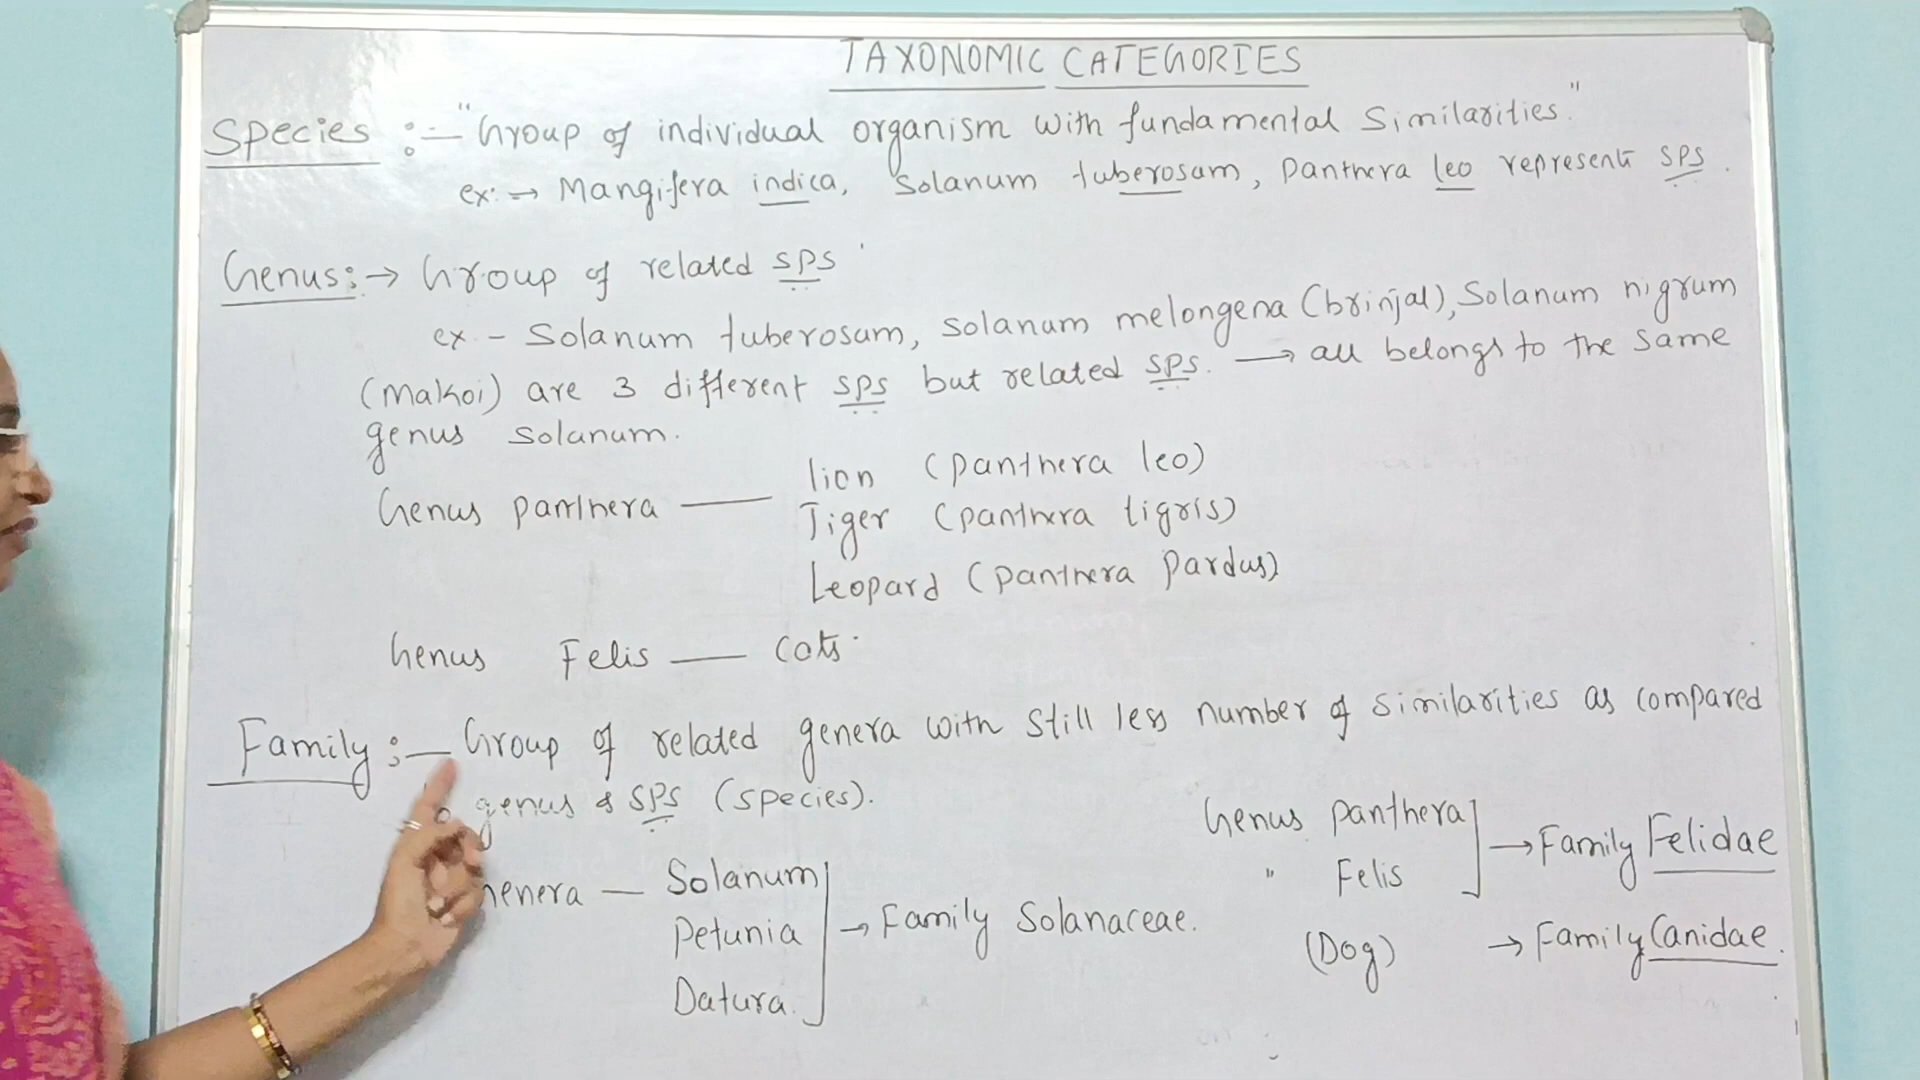 TAXONOMIC CATEGORIES
Species :- "Group of individual organism with fundamental Similarities."
ex:→ Mangifera indica, Solanum tuberosum, Panthera leo represent sps.
Genus:→ Group of related sps
ex - Solanum tuberosum, Solanum melongena (brinjal), Solanum nigrum
(Makoi) are 3 different sps but related sps. → all belongs to the same
genus solanum.
Genus panthera — lion (panthera leo)
Tiger (panthera tigris)
Leopard (panthera Pardus)
Genus Felis — Cats.
Family :— Group of related genera with still less number of similarities as compared
genus & sps (species).
Genera — Solanum
Petunia
Datura.
→ Family Solanaceae.
Genus Panthera
" Felis
→ Family Felidae
(Dog) → Family Canidae.